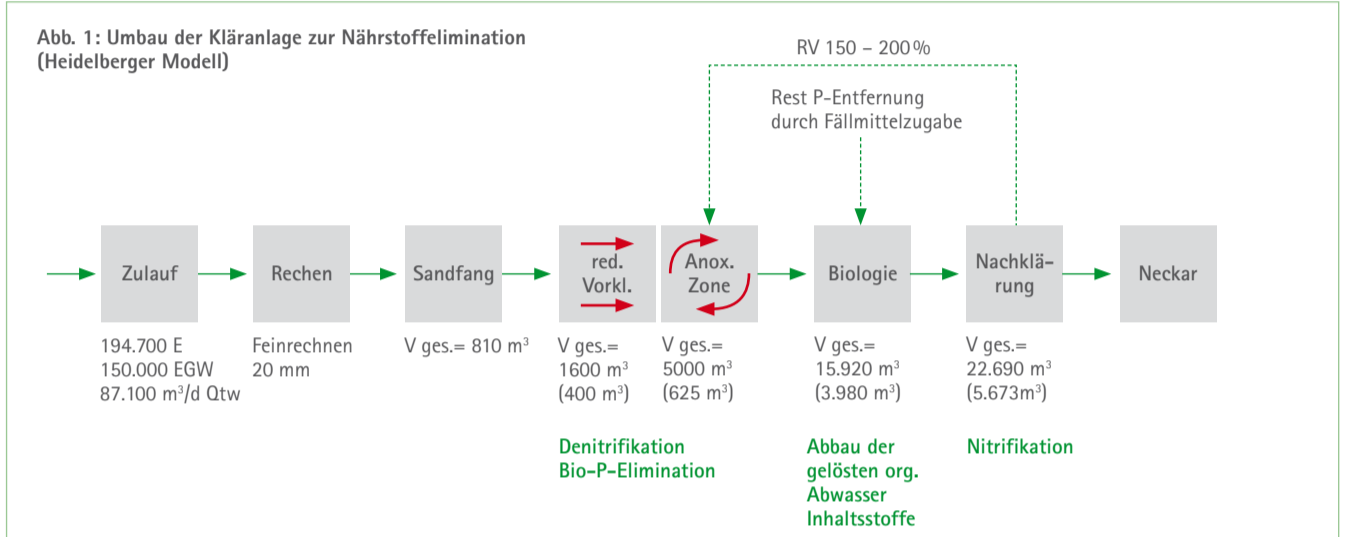 Abb. 1: Umbau der Kläranlage zur Nährstoffelimination
(Heidelberger Modell)
RV 150 – 200%
Rest P-Entfernung
durch Fällmittelzugabe
Zulauf
Rechen
Sandfang
red.
Vorkl.
Anox.
Zone
Biologie
Nachklä-
rung
Neckar
194.700 E
150.000 EGW
87.100 m³/d Qtw
Feinrechnen
20 mm
V ges.= 810 m³
V ges.=
1600 m³
(400 m³)
V ges.=
5000 m³
(625 m³)
V ges.=
15.920 m³
(3.980 m³)
V ges.=
22.690 m³
(5.673m³)
Denitrifikation
Bio-P-Elimination
Abbau der
gelösten org.
Abwasser
Inhaltsstoffe
Nitrifikation